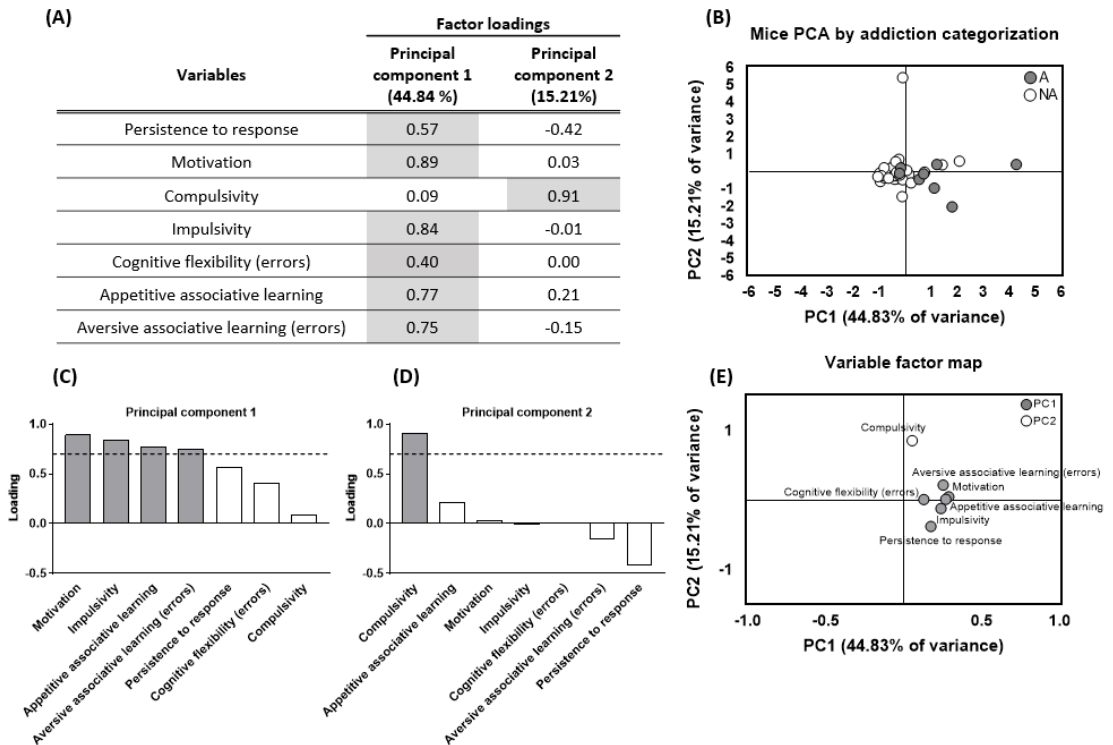 (A)
Factor loadings
Variables
Principal component 1 (44.84 %)
Principal component 2 (15.21%)
Persistence to response 0.57 -0.42
Motivation 0.89 0.03
Compulsivity 0.09 0.91
Impulsivity 0.84 -0.01
Cognitive flexibility (errors) 0.40 0.00
Appetitive associative learning 0.77 0.21
Aversive associative learning (errors) 0.75 -0.15
(B)
Mice PCA by addiction categorization
A
NA
PC2 (15.21% of variance)
6
5
4
3
2
1
-1
-2
-3
-4
-5
-6
-6 -5 -4 -3 -2 -1 1 2 3 4 5 6
PC1 (44.83% of variance)
(C)
Principal component 1
Loading
1.0
0.5
0.0
-0.5
Motivation
Impulsivity
Appetitive associative learning
Aversive associative learning (errors)
Persistence to response
Cognitive flexibility (errors)
Compulsivity
(D)
Principal component 2
Loading
1.0
0.5
0.0
-0.5
Compulsivity
Appetitive associative learning
Motivation
Impulsivity
Cognitive flexibility (errors)
Aversive associative learning (errors)
Persistence to response
(E)
Variable factor map
PC1
PC2
PC2 (15.21% of variance)
1
-1
Compulsivity
Aversive associative learning (errors)
Motivation
Cognitive flexibility (errors)
Appetitive associative learning
Impulsivity
Persistence to response
-1.0 -0.5 0.5 1.0
PC1 (44.83% of variance)